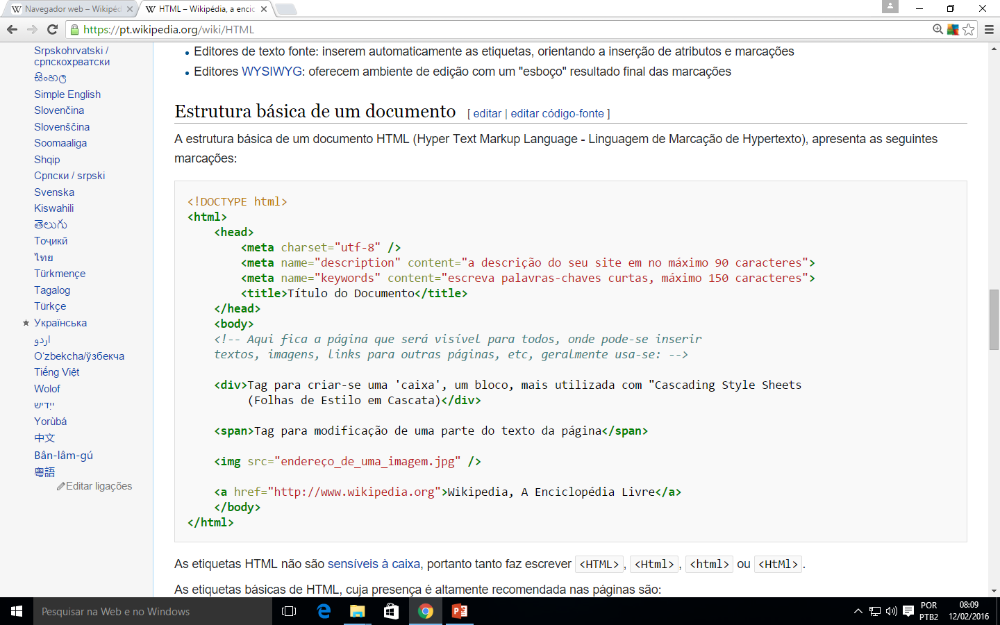 Navegador web – Wikipéd
HTML – Wikipédia, a enci
https://pt.wikipedia.org/wiki/HTML
Srpskohrvatski /
српскохрватски
සිංහල
Simple English
Slovenčina
Slovenščina
Soomaaliga
Shqip
Српски / srpski
Svenska
Kiswahili
తెలుగు
Тоҷикӣ
ไทย
Türkmençe
Tagalog
Türkçe
Українська
اردو
Oʻzbekcha/ўзбекча
Tiếng Việt
Wolof
ייִדיש
Yorùbá
中文
Bân-lâm-gú
粵語
Editar ligações
• Editores de texto fonte: inserem automaticamente as etiquetas, orientando a inserção de atributos e marcações
• Editores WYSIWYG: oferecem ambiente de edição com um "esboço" resultado final das marcações
Estrutura básica de um documento [ editar | editar código-fonte ]
A estrutura básica de um documento HTML (Hyper Text Markup Language - Linguagem de Marcação de Hypertexto), apresenta as seguintes
marcações:
<!DOCTYPE html>
<html>
<head>
<meta charset="utf-8" />
<meta name="description" content="a descrição do seu site em no máximo 90 caracteres">
<meta name="keywords" content="escreva palavras-chaves curtas, máximo 150 caracteres">
<title>Título do Documento</title>
</head>
<body>
<!-- Aqui fica a página que será visível para todos, onde pode-se inserir
textos, imagens, links para outras páginas, etc, geralmente usa-se: -->
<div>Tag para criar-se uma 'caixa', um bloco, mais utilizada com "Cascading Style Sheets
(Folhas de Estilo em Cascata)</div>
<span>Tag para modificação de uma parte do texto da página</span>
<img src="endereço_de_uma_imagem.jpg" />
<a href="http://www.wikipedia.org">Wikipedia, A Enciclopédia Livre</a>
</body>
</html>
As etiquetas HTML não são sensíveis à caixa, portanto tanto faz escrever <HTML>, <Html>, <html> ou <HtMl>.
As etiquetas básicas de HTML, cuja presença é altamente recomendada nas páginas são:
Pesquisar na Web e no Windows
POR
PTB2
08:09
12/02/2016